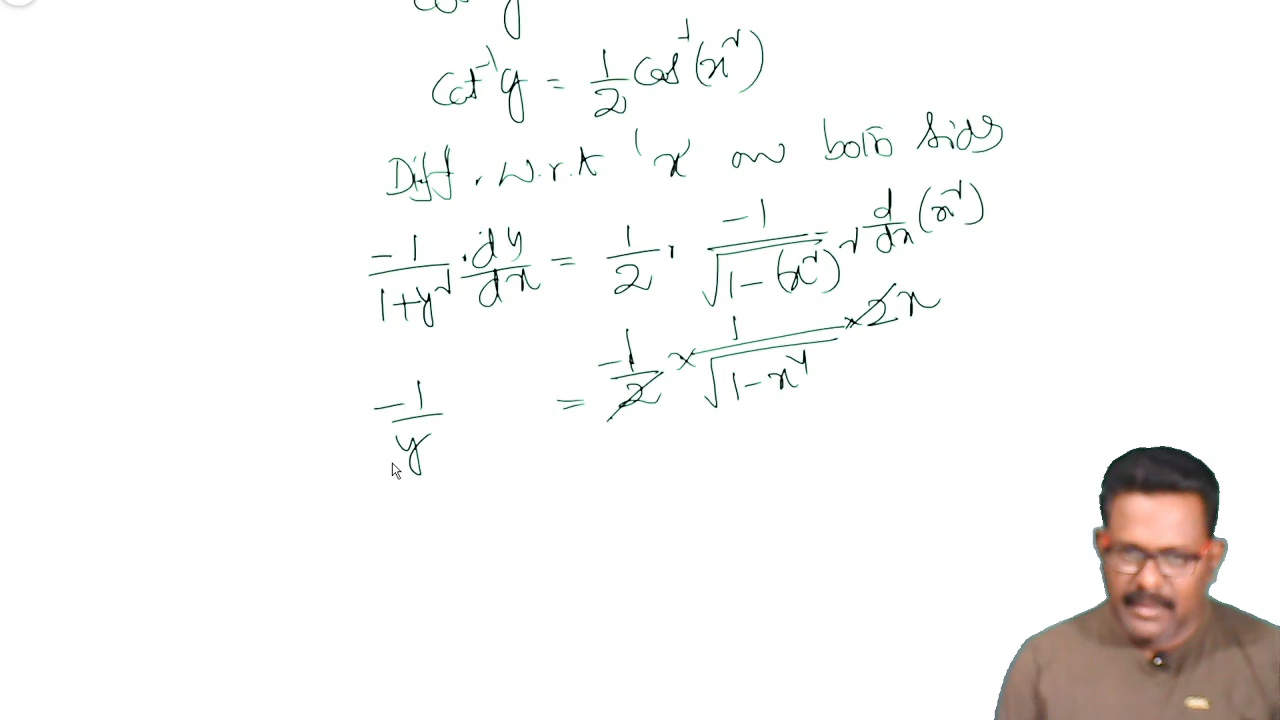 cot⁻¹y = 1/2 cos⁻¹(x²)
Diff. w.r.t 'x' on both sides
-1/(1+y²) . dy/dx = 1/2 . -1/√(1-(x²)²) d/dx (x²)
-1/y = -1/2 × 1/√(1-x⁴) × 2x